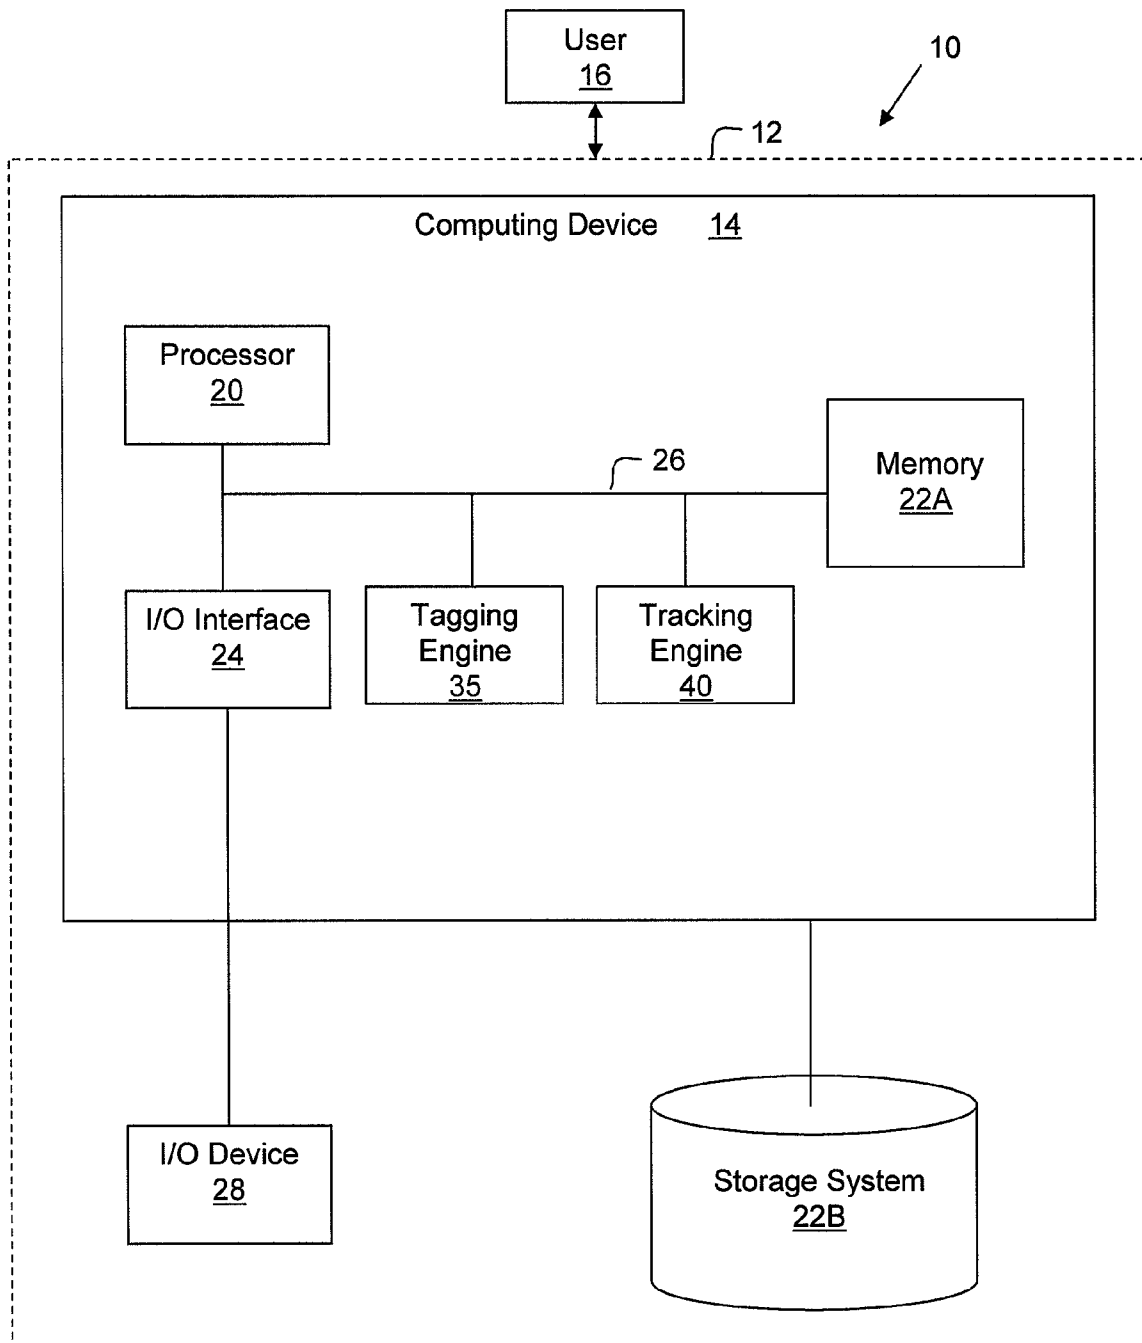 User
16
10
12
Computing Device 14
Processor
20
26
Memory
22A
I/O Interface
24
Tagging
Engine
35
Tracking
Engine
40
I/O Device
28
Storage System
22B